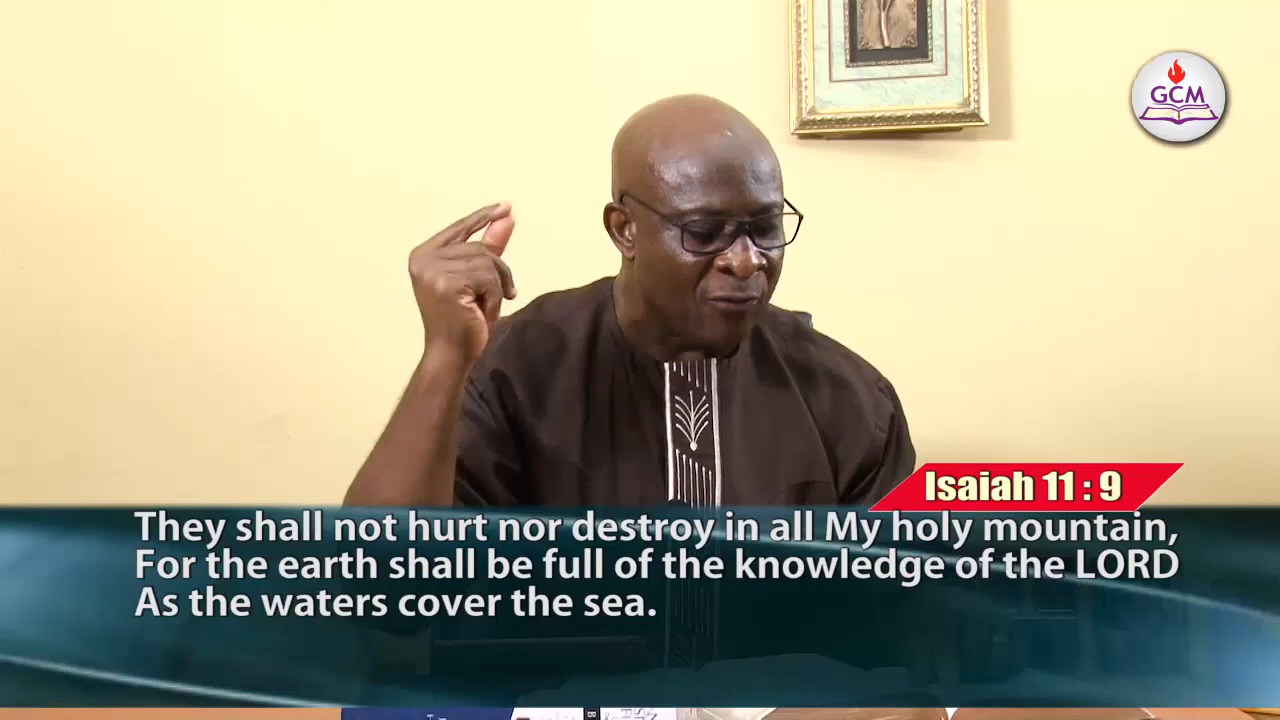 GCM
Isaiah 11 : 9
They shall not hurt nor destroy in all My holy mountain,
For the earth shall be full of the knowledge of the LORD
As the waters cover the sea.